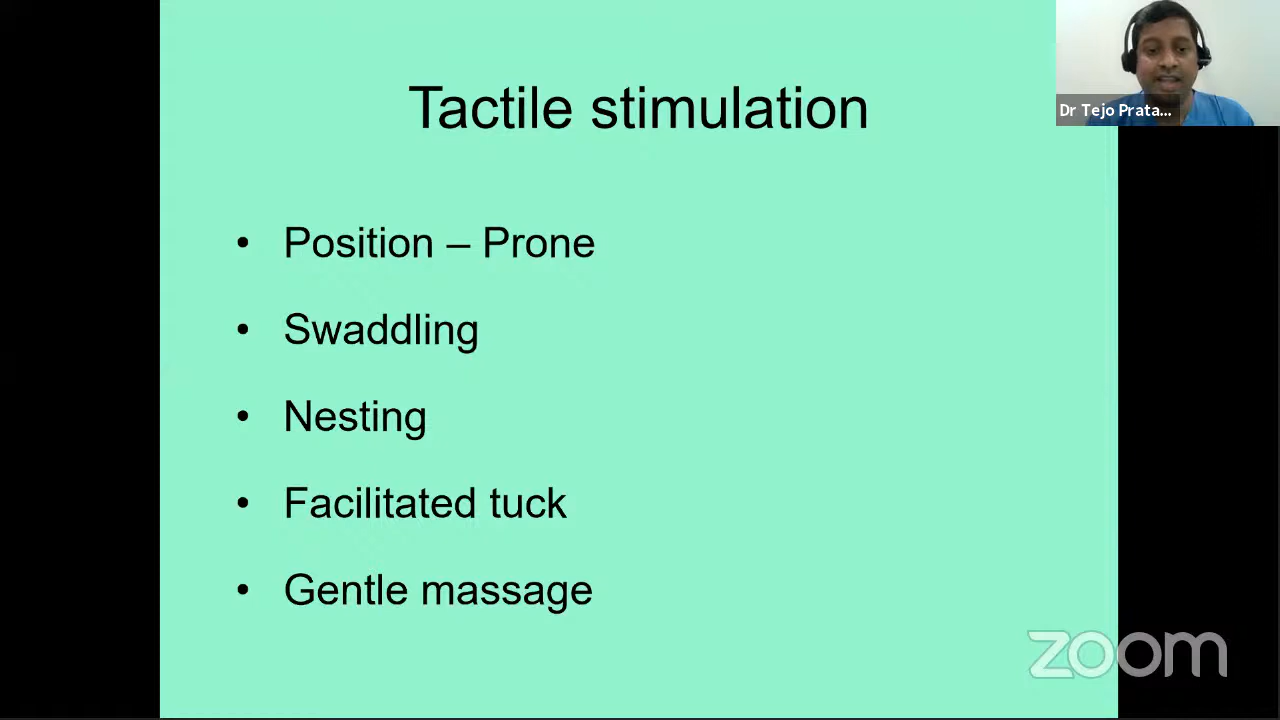 Tactile stimulation
Dr Tejo Prata...
• Position – Prone
• Swaddling
• Nesting
• Facilitated tuck
• Gentle massage
zoom